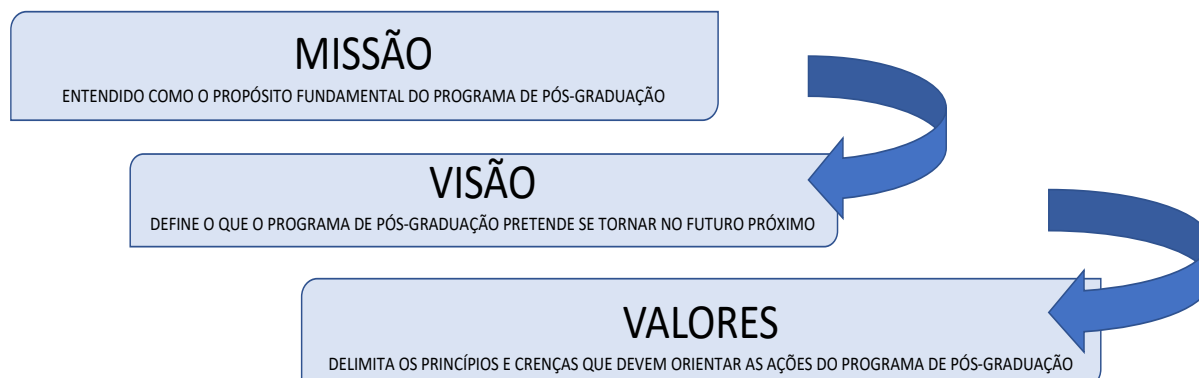 MISSÃO
ENTENDIDO COMO O PROPÓSITO FUNDAMENTAL DO PROGRAMA DE PÓS-GRADUAÇÃO
VISÃO
DEFINE O QUE O PROGRAMA DE PÓS-GRADUAÇÃO PRETENDE SE TORNAR NO FUTURO PRÓXIMO
VALORES
DELIMITA OS PRINCÍPIOS E CRENÇAS QUE DEVEM ORIENTAR AS AÇÕES DO PROGRAMA DE PÓS-GRADUAÇÃO